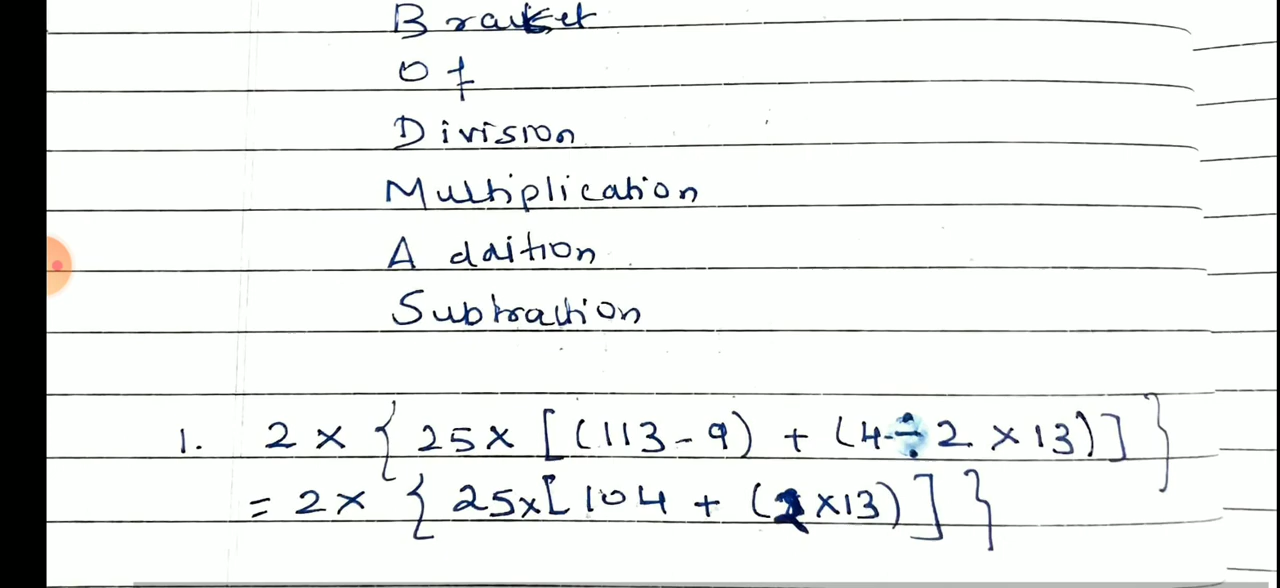 Bracket
Of
Division
Multiplication
Addition
Subtraction
1. 2 × { 25 × [ (113 - 9) + (4 ÷ 2 × 13) ] }
= 2 × { 25 × [ 104 + (2 × 13) ] }